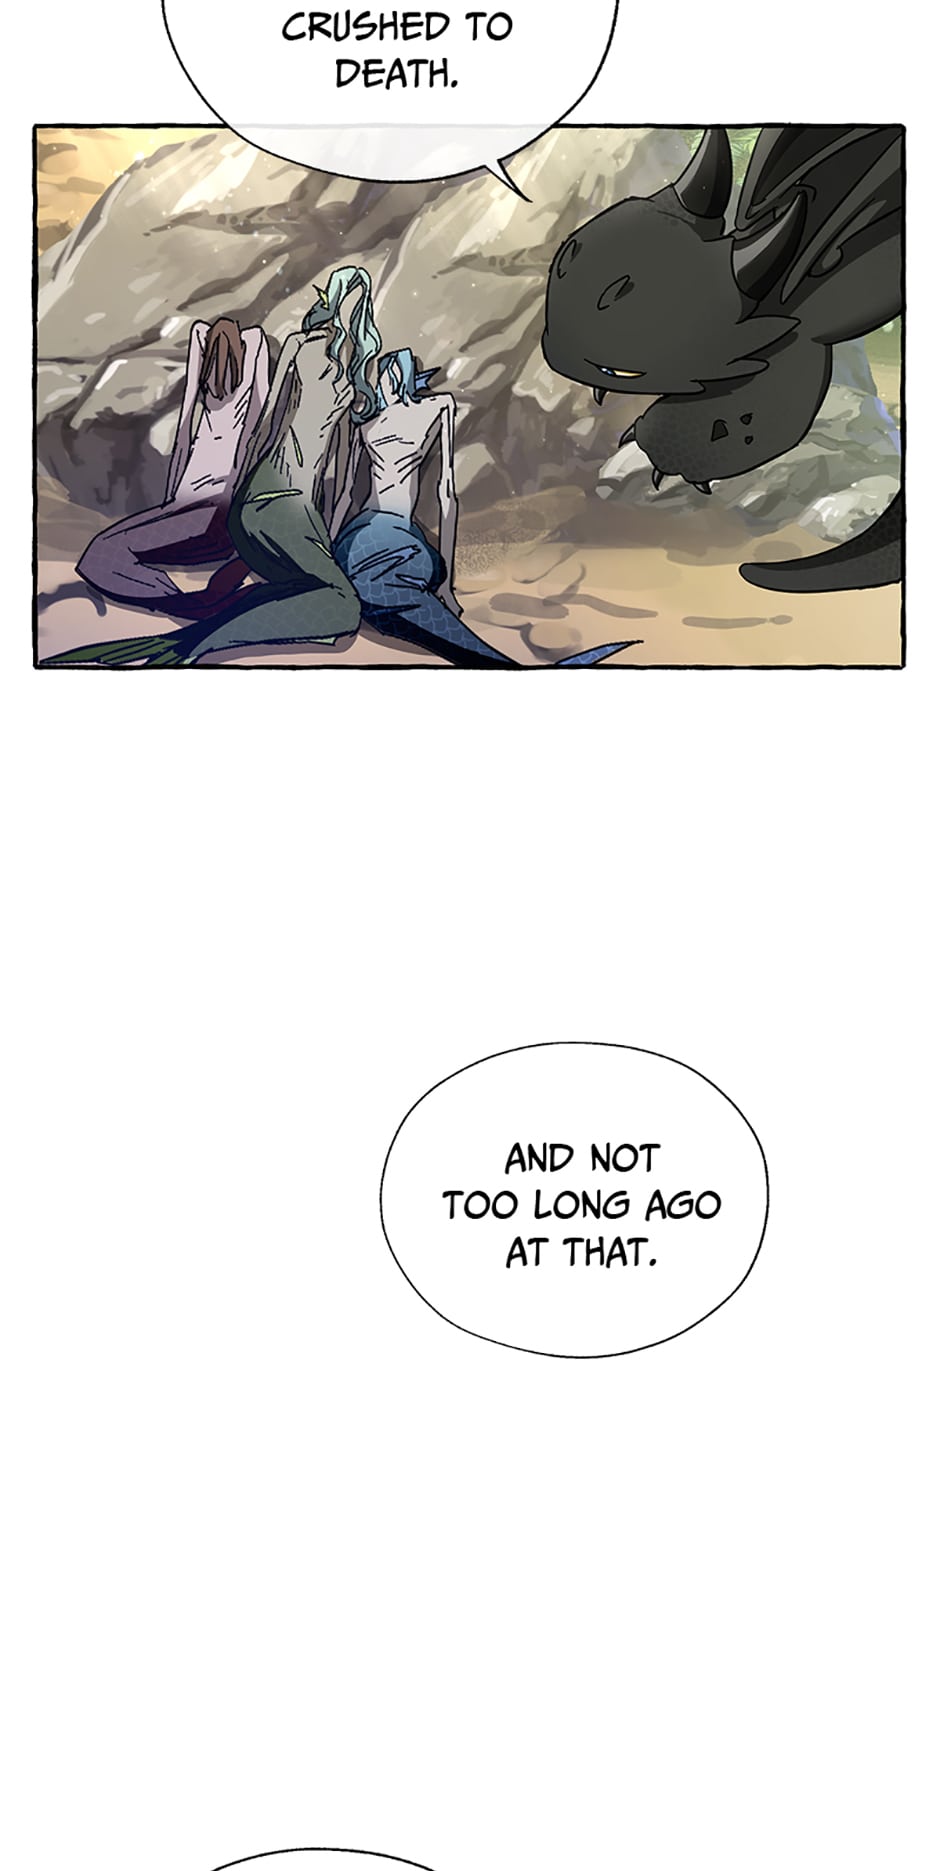 CRUSHED TO
DEATH.
AND NOT
TOO LONG AGO
AT THAT.